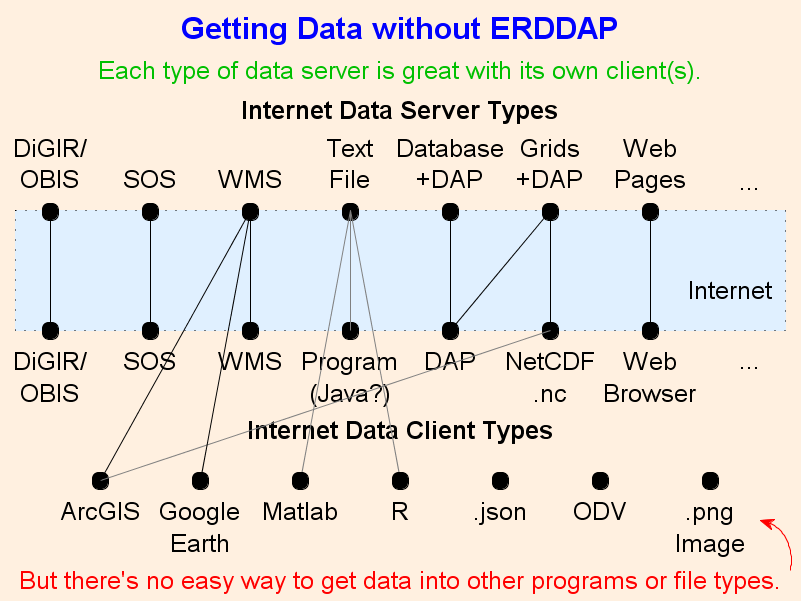 Getting Data without ERDDAP
Each type of data server is great with its own client(s).
Internet Data Server Types
DiGIR/ OBIS
SOS
WMS
Text File
Database +DAP
Grids +DAP
Web Pages
...
Internet
DiGIR/ OBIS
SOS
WMS
Program (Java?)
DAP
NetCDF .nc
Web Browser
...
Internet Data Client Types
ArcGIS
Google Earth
Matlab
R
.json
ODV
.png Image
But there's no easy way to get data into other programs or file types.